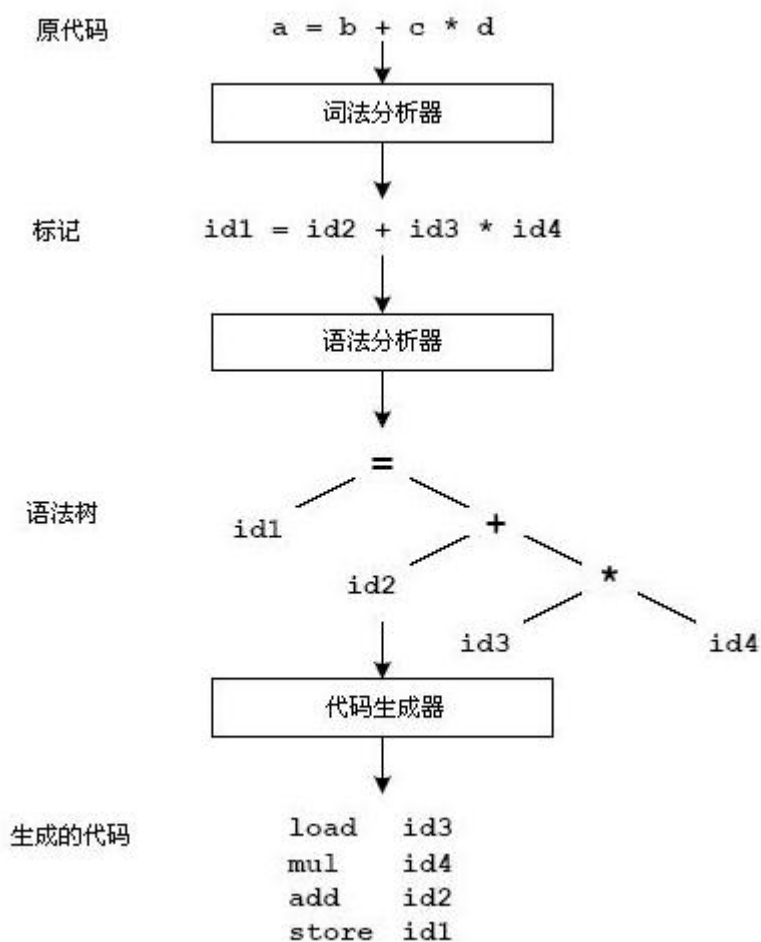 原代码 a = b + c * d
词法分析器
标记 id1 = id2 + id3 * id4
语法分析器
=
语法树 id1 +
id2 *
id3 id4
代码生成器
生成的代码 load id3
mul id4
add id2
store id1